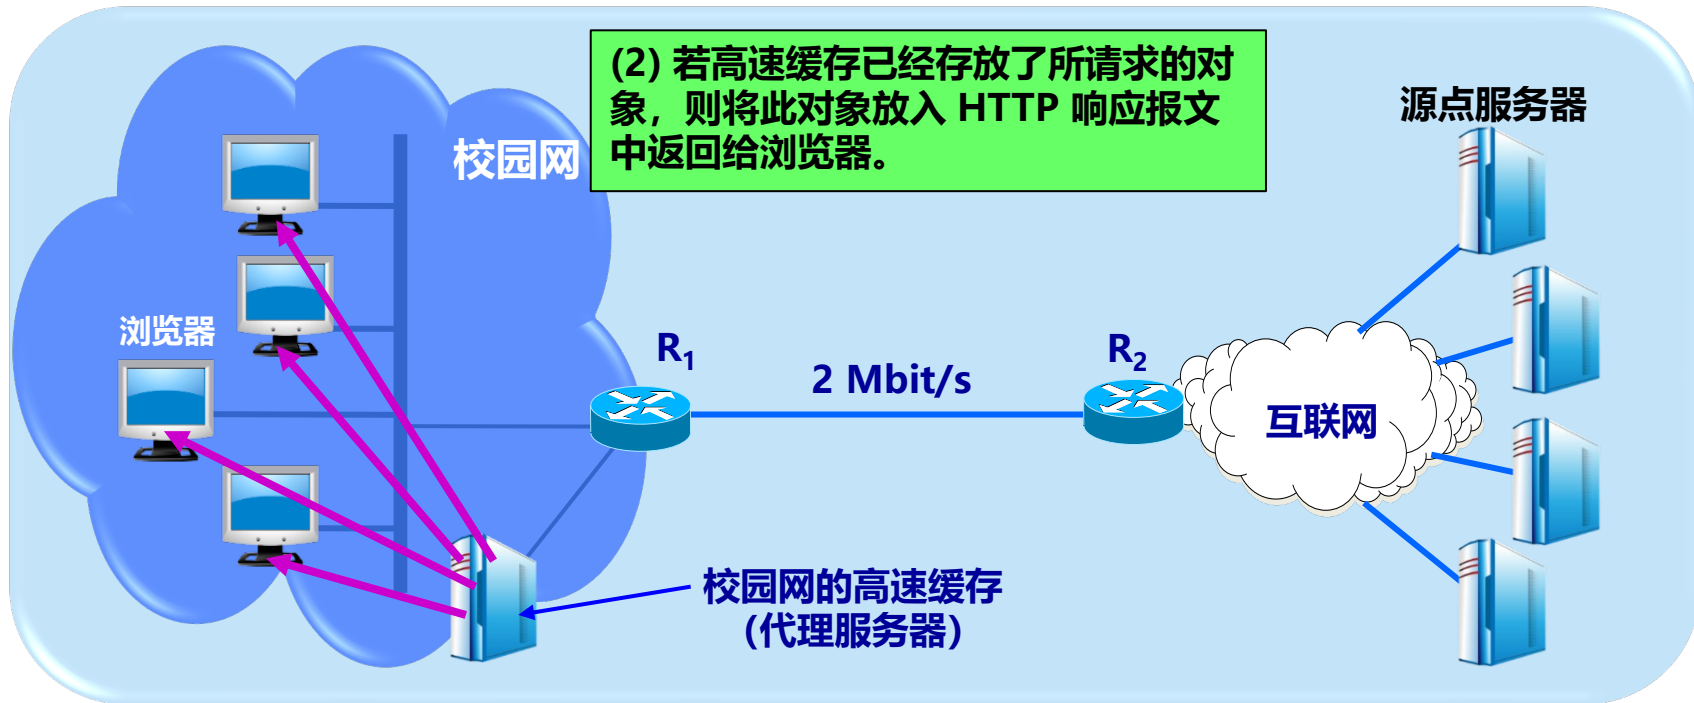 (2) 若高速缓存已经存放了所请求的对
象，则将此对象放入 HTTP 响应报文
中返回给浏览器。
源点服务器
校园网
浏览器
R1
2 Mbit/s
R2
互联网
校园网的高速缓存
(代理服务器)